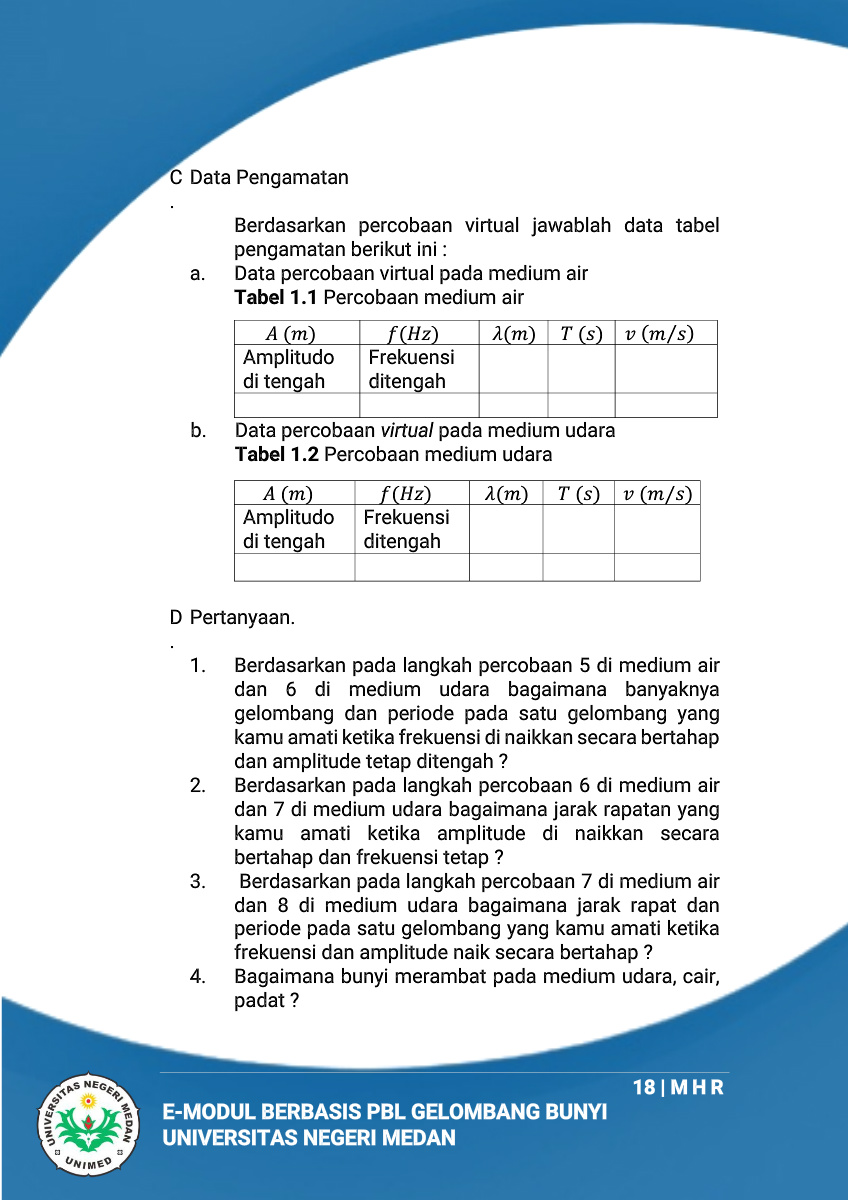 C Data Pengamatan
.
Berdasarkan percobaan virtual jawablah data tabel
pengamatan berikut ini :
a. Data percobaan virtual pada medium air
Tabel 1.1 Percobaan medium air
A (m) f(Hz) λ(m) T (s) v (m/s)
Amplitudo Frekuensi
di tengah ditengah
b. Data percobaan virtual pada medium udara
Tabel 1.2 Percobaan medium udara
A (m) f(Hz) λ(m) T (s) v (m/s)
Amplitudo Frekuensi
di tengah ditengah
D Pertanyaan.
.
1. Berdasarkan pada langkah percobaan 5 di medium air
dan 6 di medium udara bagaimana banyaknya
gelombang dan periode pada satu gelombang yang
kamu amati ketika frekuensi di naikkan secara bertahap
dan amplitude tetap ditengah ?
2. Berdasarkan pada langkah percobaan 6 di medium air
dan 7 di medium udara bagaimana jarak rapatan yang
kamu amati ketika amplitude di naikkan secara
bertahap dan frekuensi tetap ?
3. Berdasarkan pada langkah percobaan 7 di medium air
dan 8 di medium udara bagaimana jarak rapat dan
periode pada satu gelombang yang kamu amati ketika
frekuensi dan amplitude naik secara bertahap ?
4. Bagaimana bunyi merambat pada medium udara, cair,
padat ?
18 | M H R
E-MODUL BERBASIS PBL GELOMBANG BUNYI
UNIVERSITAS NEGERI MEDAN
UNIVERSITAS NEGERI MEDAN
UNIMED